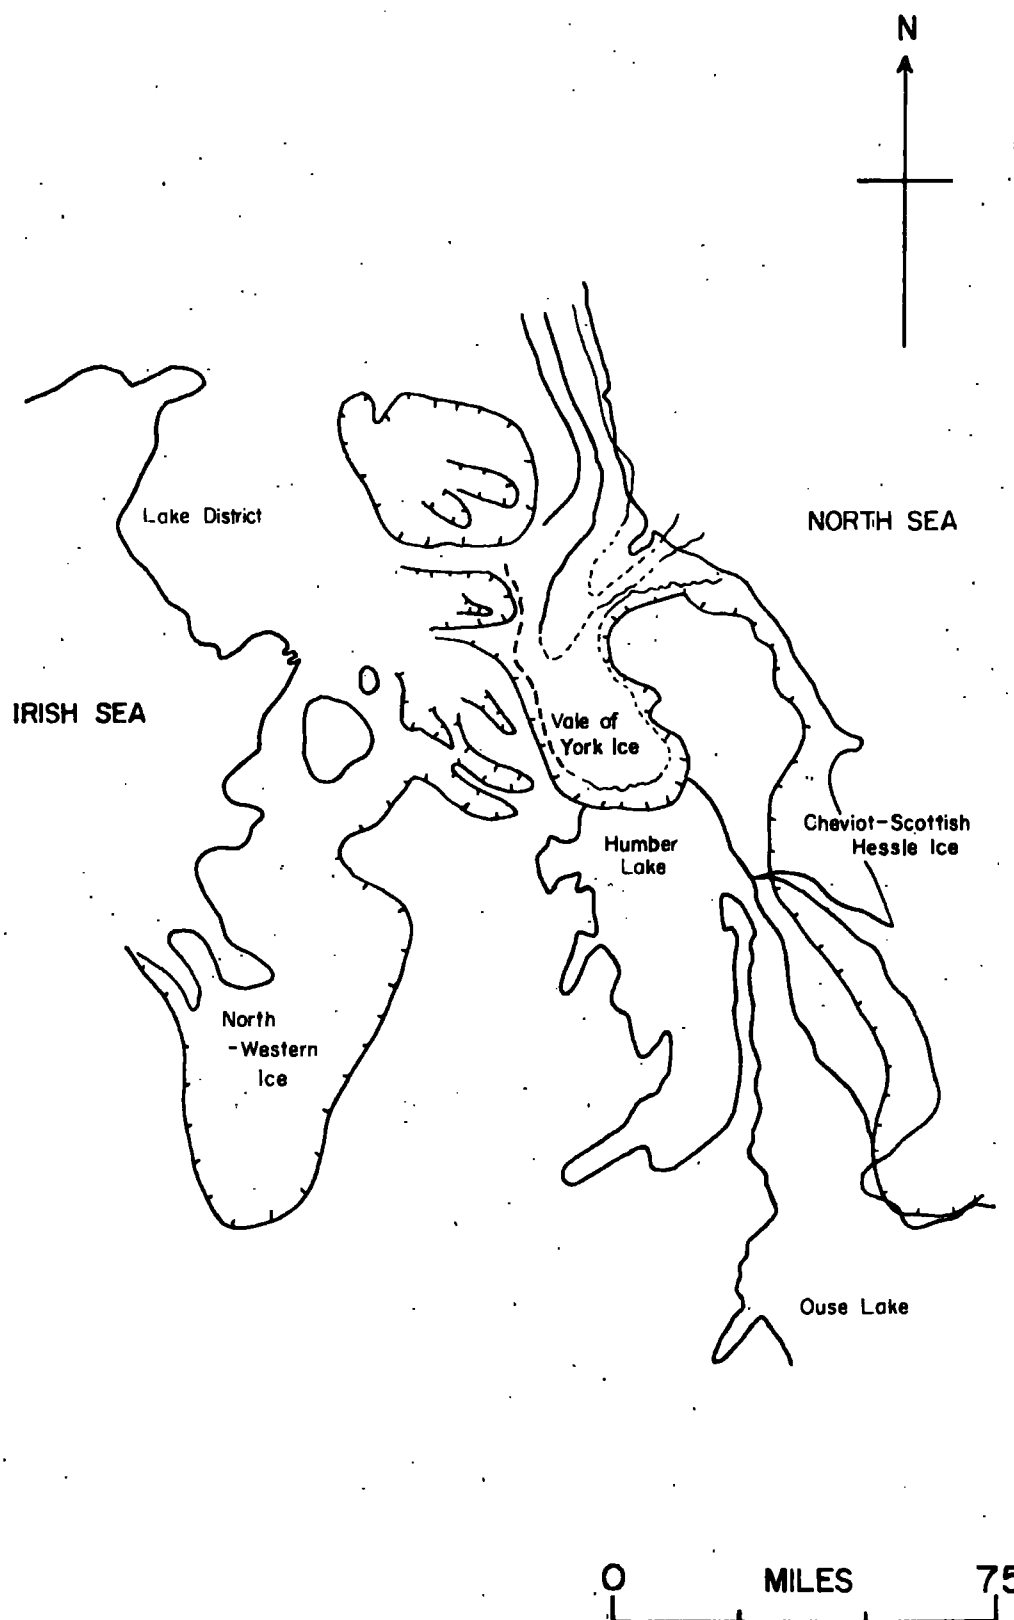 N
Lake District
NORTH SEA
IRISH SEA
Vale of
York Ice
Cheviot-Scottish
Hessle Ice
Humber
Lake
North
-Western
Ice
Ouse Lake
0 MILES 75